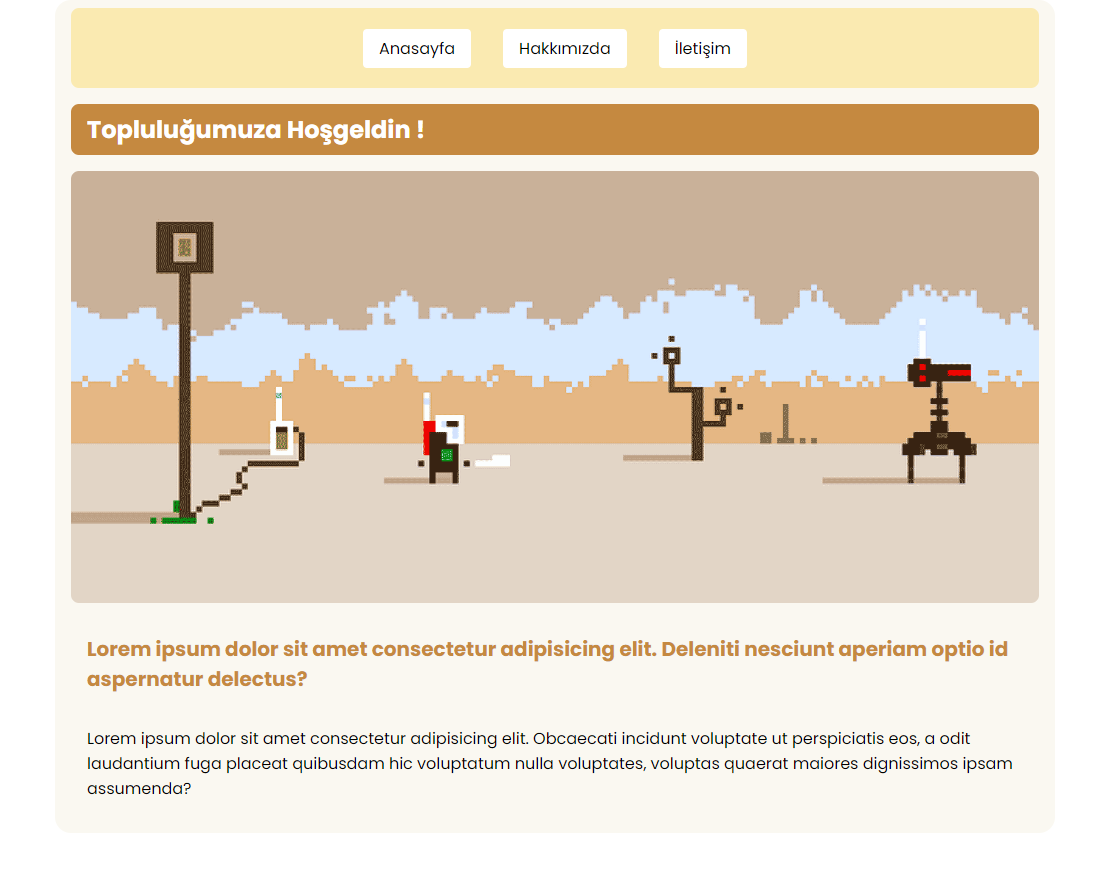 Anasayfa Hakkımızda İletişim
Topluluğumuza Hoşgeldin !
Lorem ipsum dolor sit amet consectetur adipisicing elit. Deleniti nesciunt aperiam optio id
aspernatur delectus?
Lorem ipsum dolor sit amet consectetur adipisicing elit. Obcaecati incidunt voluptate ut perspiciatis eos, a odit
laudantium fuga placeat quibusdam hic voluptatum nulla voluptates, voluptas quaerat maiores dignissimos ipsam
assumenda?